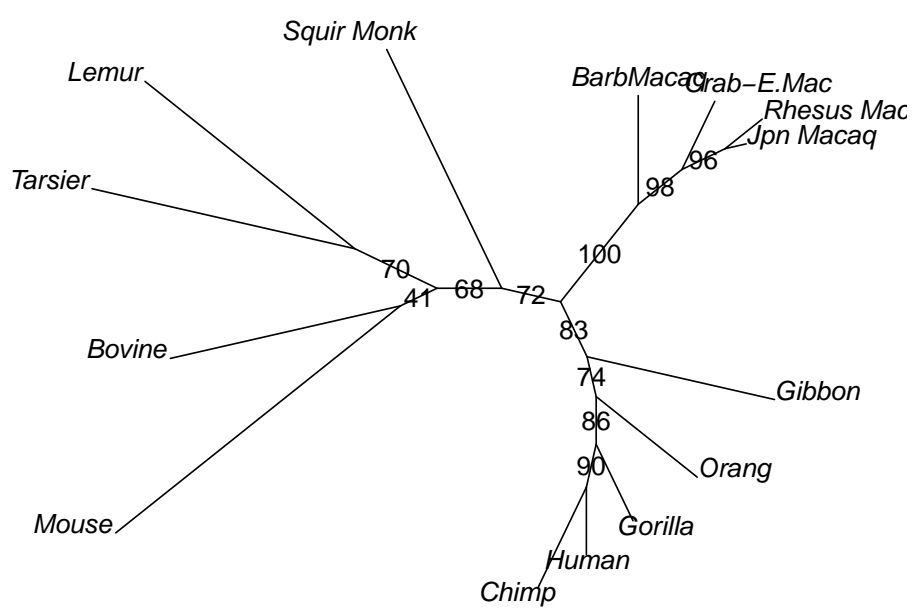 Squir Monk
Lemur
BarbMacaq
Crab-E.Mac
Rhesus Mac
Jpn Macaq
96
Tarsier
98
100
70
68
72
41
83
Bovine
74
Gibbon
86
90
Orang
Mouse
Gorilla
Human
Chimp